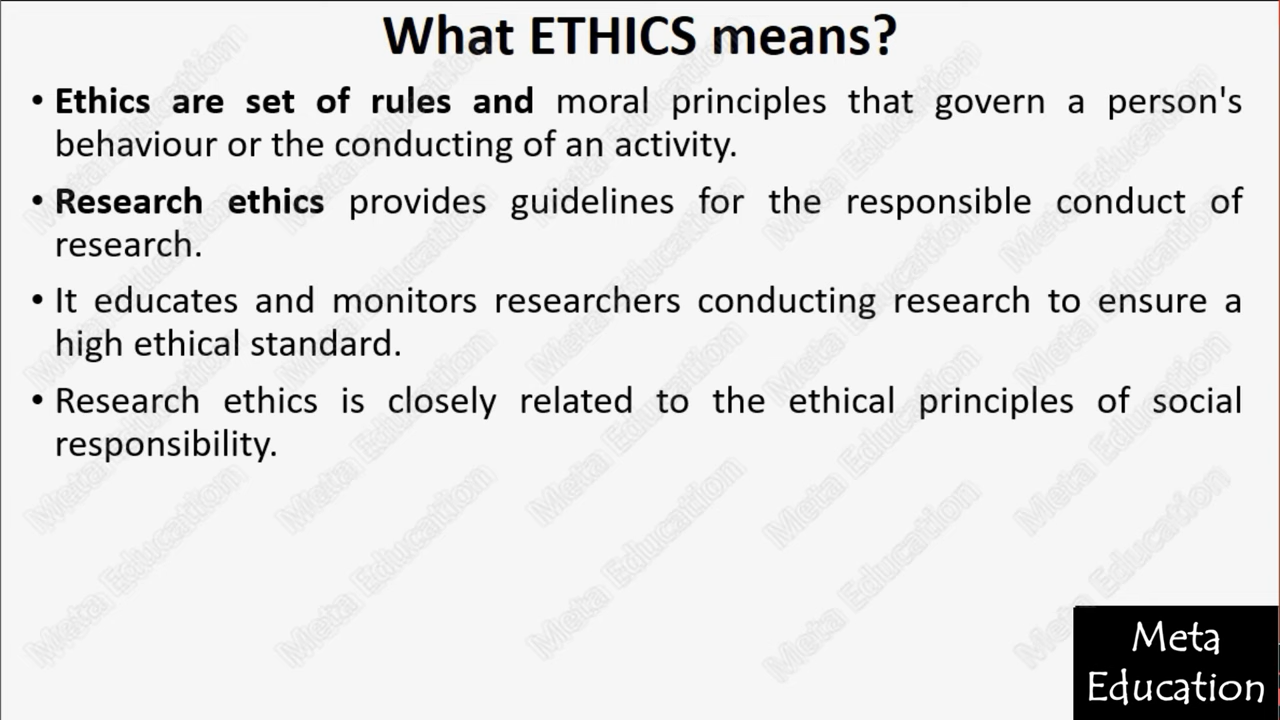 What ETHICS means?
• Ethics are set of rules and moral principles that govern a person's
behaviour or the conducting of an activity.
• Research ethics provides guidelines for the responsible conduct of
research.
• It educates and monitors researchers conducting research to ensure a
high ethical standard.
• Research ethics is closely related to the ethical principles of social
responsibility.
Meta
Education